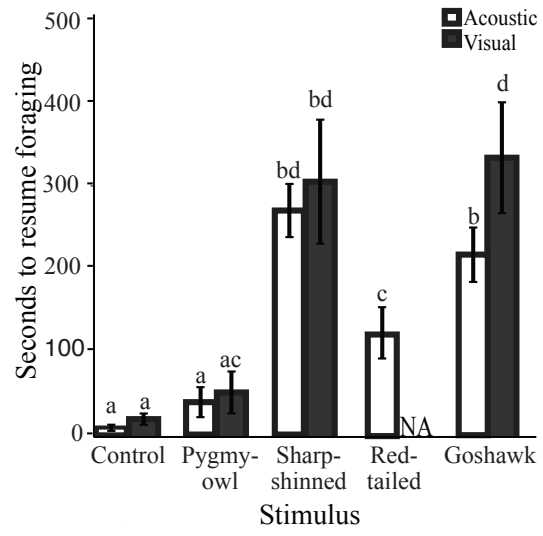 Seconds to resume foraging
500
400
300
200
100
0
Acoustic
Visual
a
a
a
ac
bd
bd
c
NA
b
d
Control
Pygmy-
owl
Sharp-
shinned
Red-
tailed
Goshawk
Stimulus